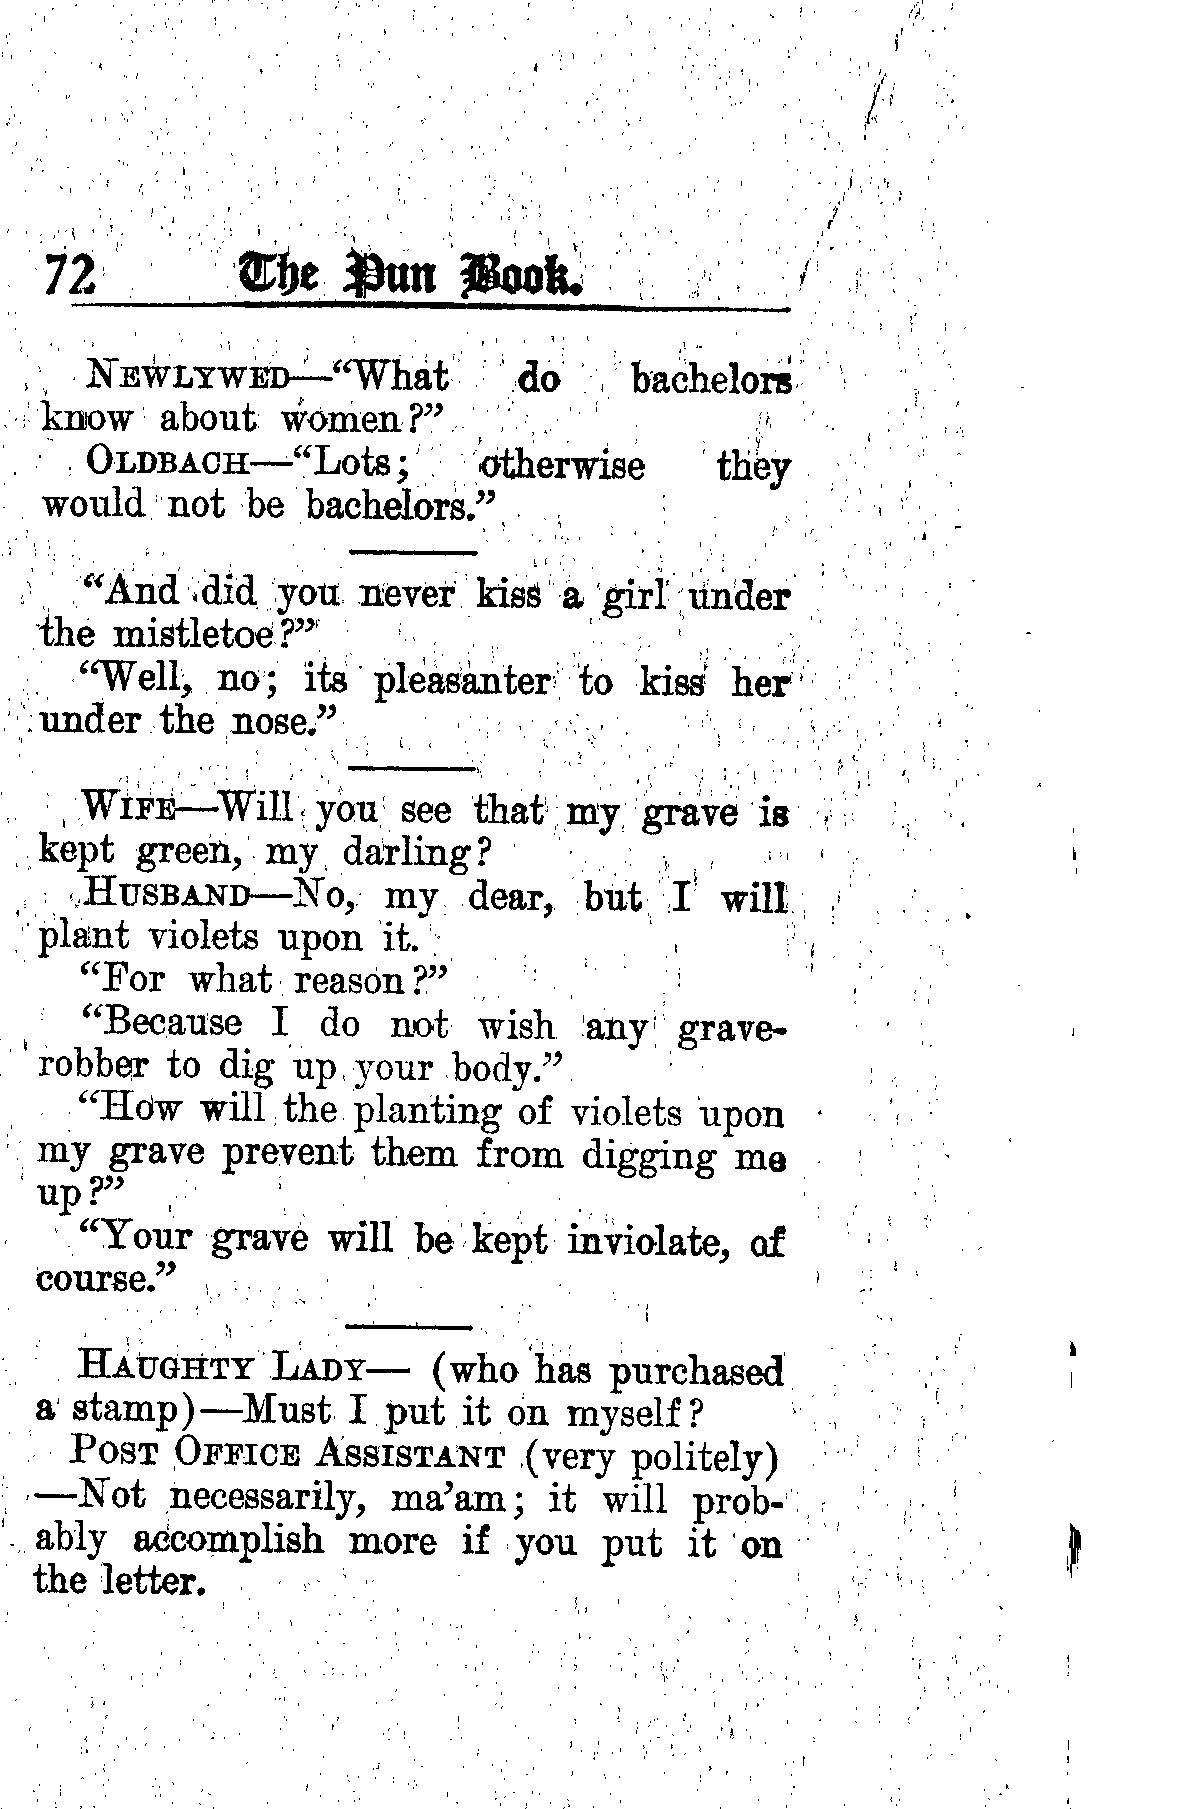 72 The Pun Book.
NEWLYWED—“What do bachelors
know about women?”
OLDBACH—“Lots; otherwise they
would not be bachelors.”
“And did you never kiss a girl under
the mistletoe?”
“Well, no; its pleasanter to kiss her
under the nose.”
WIFE—Will you see that my grave is
kept green, my darling?
HUSBAND—No, my dear, but I will
plant violets upon it.
“For what reason?”
“Because I do not wish any grave-
robber to dig up your body.”
“How will the planting of violets upon
my grave prevent them from digging me
up?”
“Your grave will be kept inviolate, of
course.”
HAUGHTY LADY— (who has purchased
a stamp)—Must I put it on myself?
POST OFFICE ASSISTANT (very politely)
—Not necessarily, ma’am; it will prob-
ably accomplish more if you put it on
the letter.